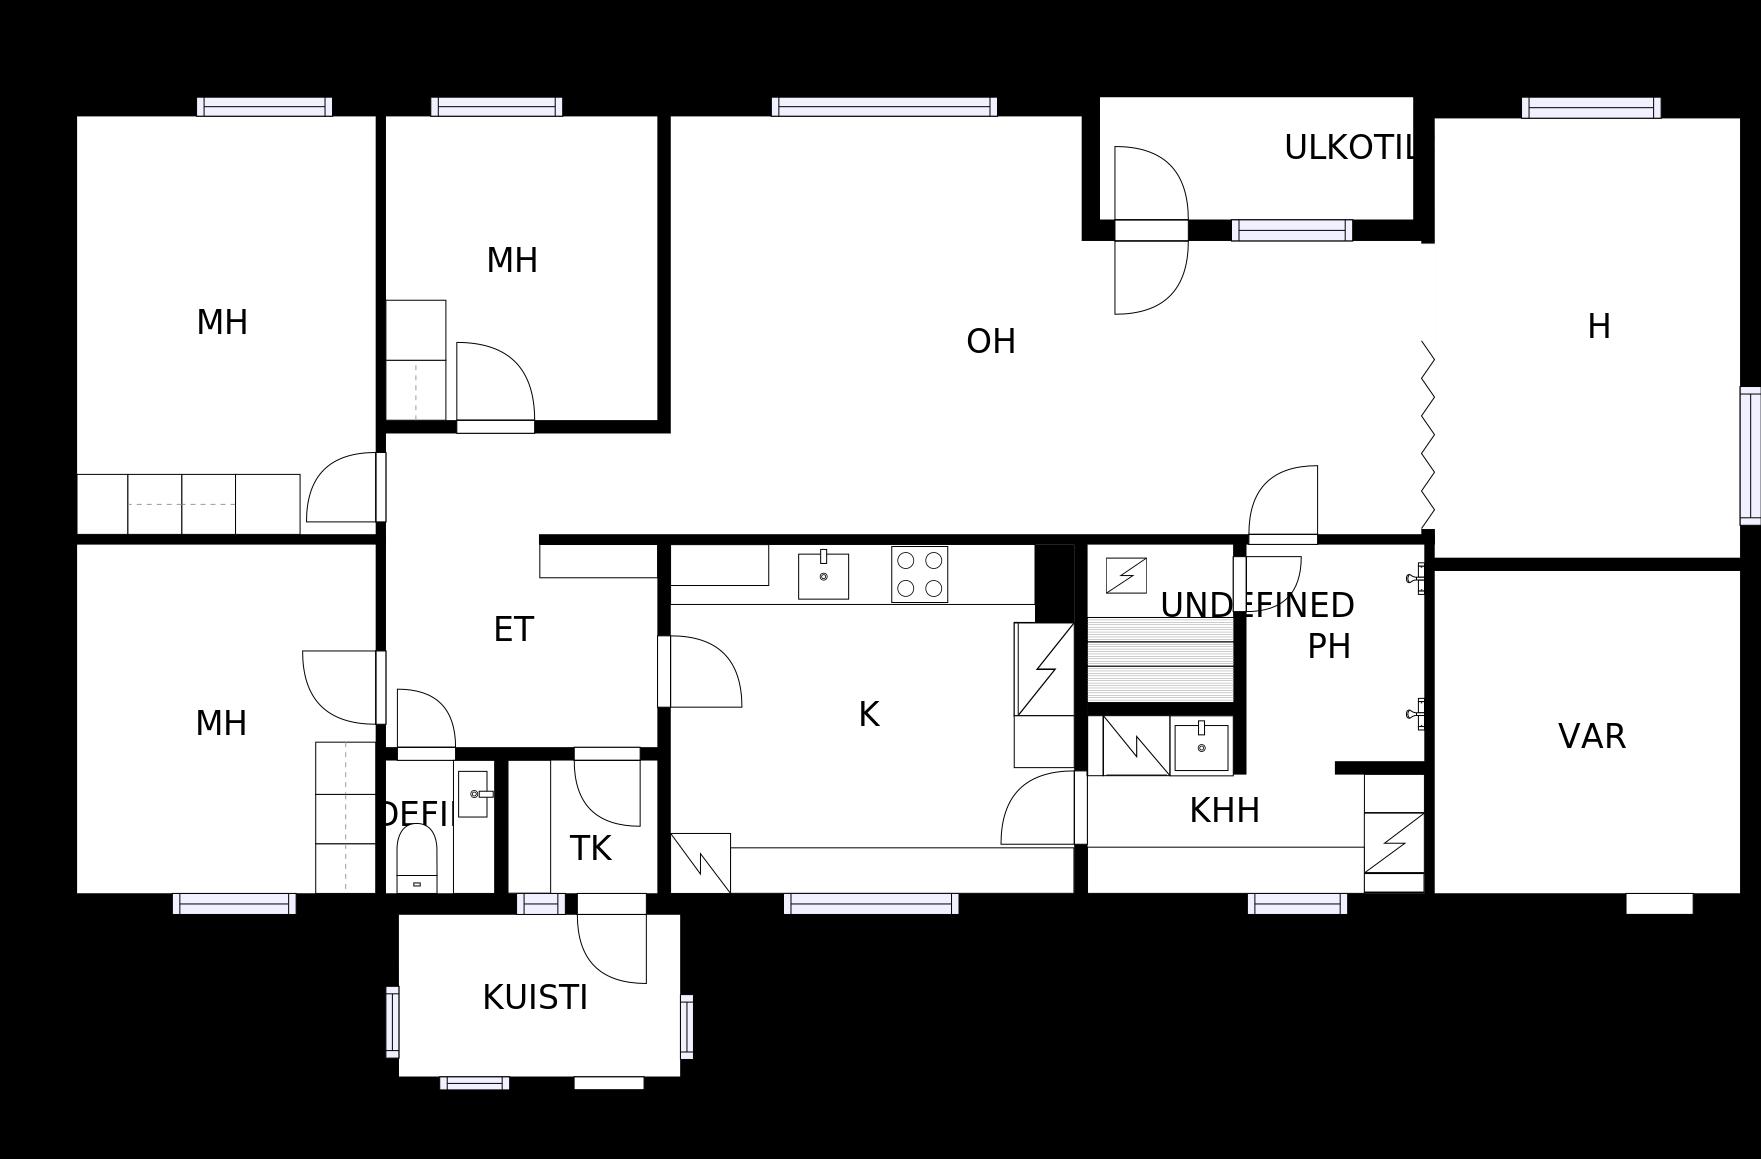 ULKOTIL
MH
MH
OH
H
UNDEFINED
PH
ET
K
MH
VAR
DEFI
KHH
TK
KUISTI